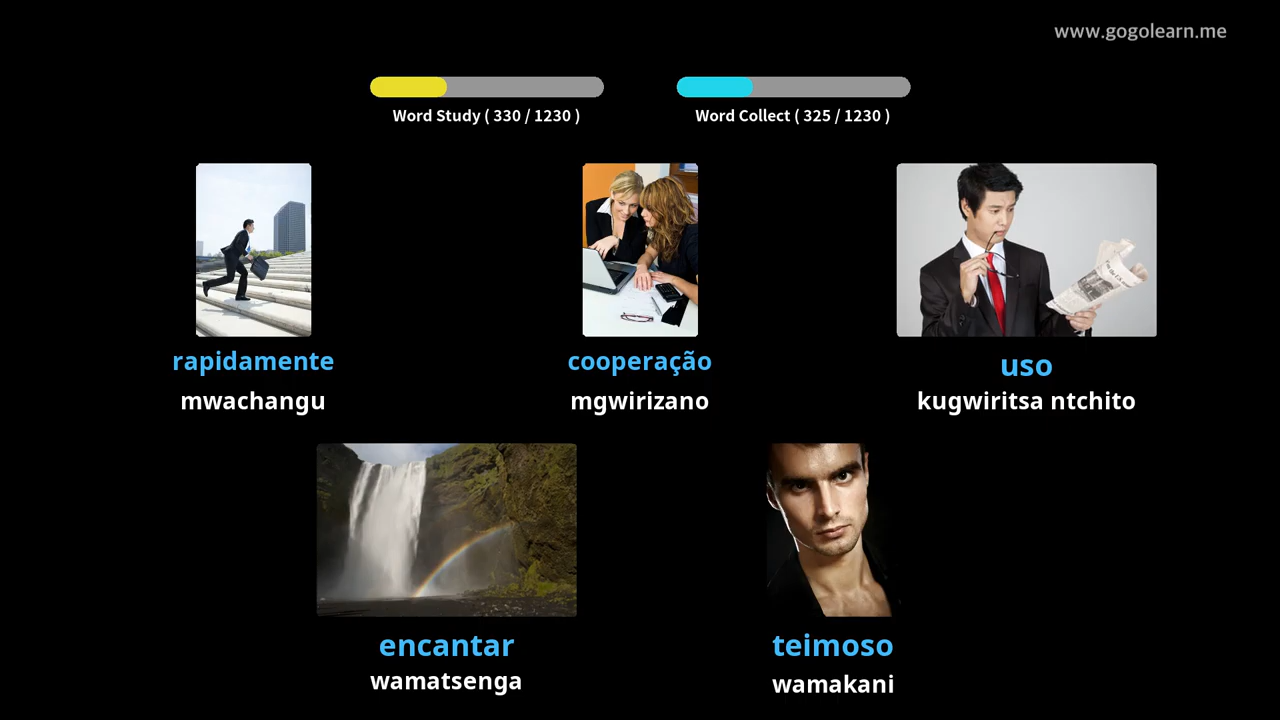 www.gogolearn.me
Word Study ( 330 / 1230 )
Word Collect ( 325 / 1230 )
rapidamente
mwachangu
cooperação
mgwirizano
uso
kugwiritsa ntchito
encantar
wamatsenga
teimoso
wamakani